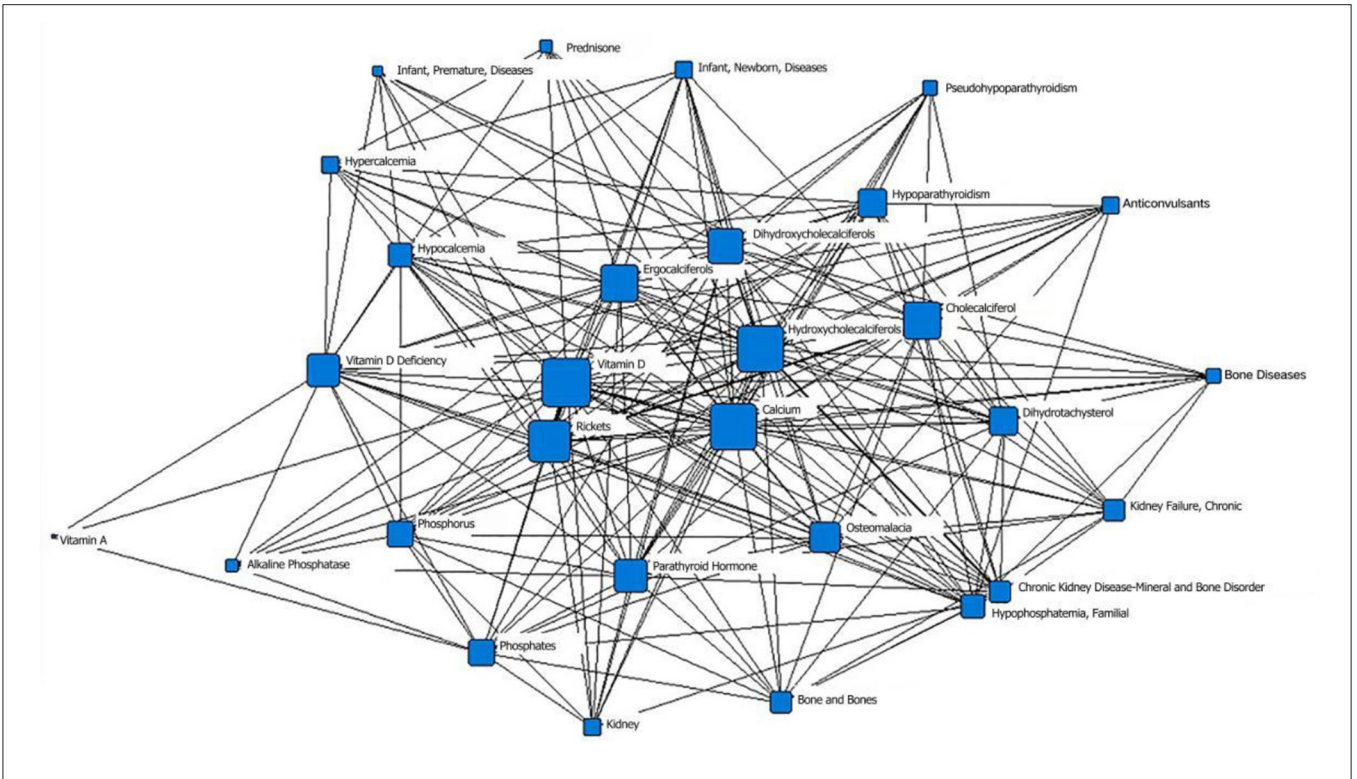 Prednisone
Infant, Premature, Diseases
Infant, Newborn, Diseases
Pseudohypoparathyroidism
Hypercalcemia
Hypoparathyroidism
Anticonvulsants
Dihydroxycholecalciferols
Hypocalcemia
Ergocalciferols
Cholecalciferol
Hydroxycholecalciferols
Vitamin D Deficiency
Vitamin D
Bone Diseases
Calcium
Dihydrotachysterol
Rickets
Kidney Failure, Chronic
Phosphorus
Osteomalacia
Vitamin A
Alkaline Phosphatase
Parathyroid Hormone
Chronic Kidney Disease-Mineral and Bone Disorder
Hypophosphatemia, Familial
Phosphates
Bone and Bones
Kidney